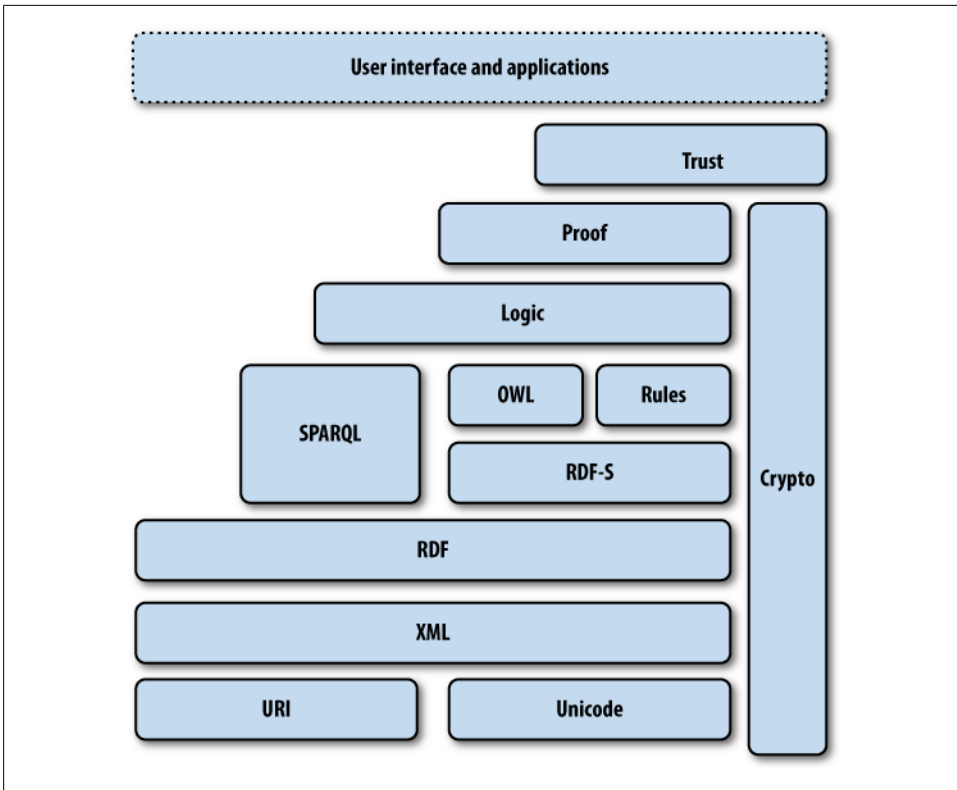 User interface and applications
Trust
Proof
Logic
SPARQL
OWL
Rules
RDF-S
Crypto
RDF
XML
URI
Unicode